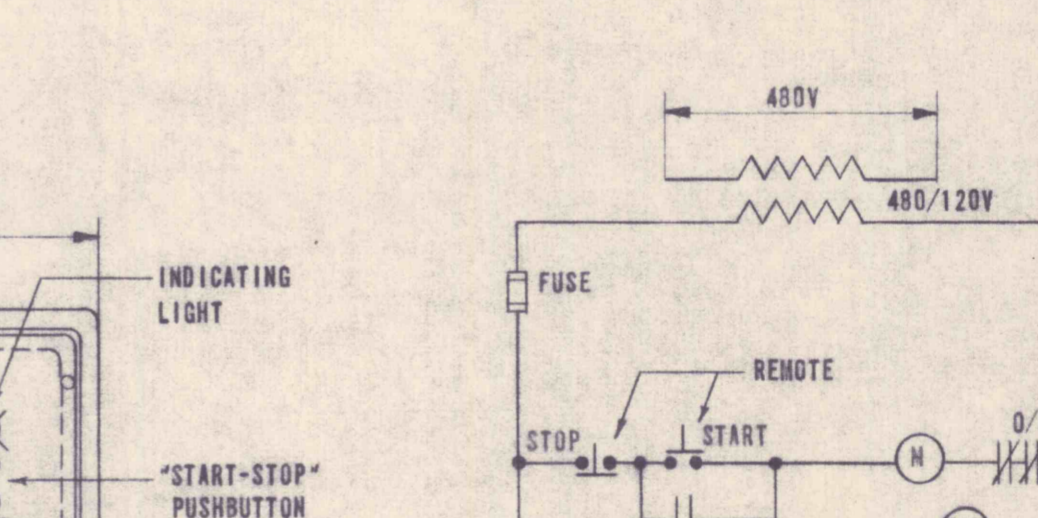 480V
480/120V
INDICATING
LIGHT
FUSE
REMOTE
STOP
START
M
"START-STOP"
PUSHBUTTON